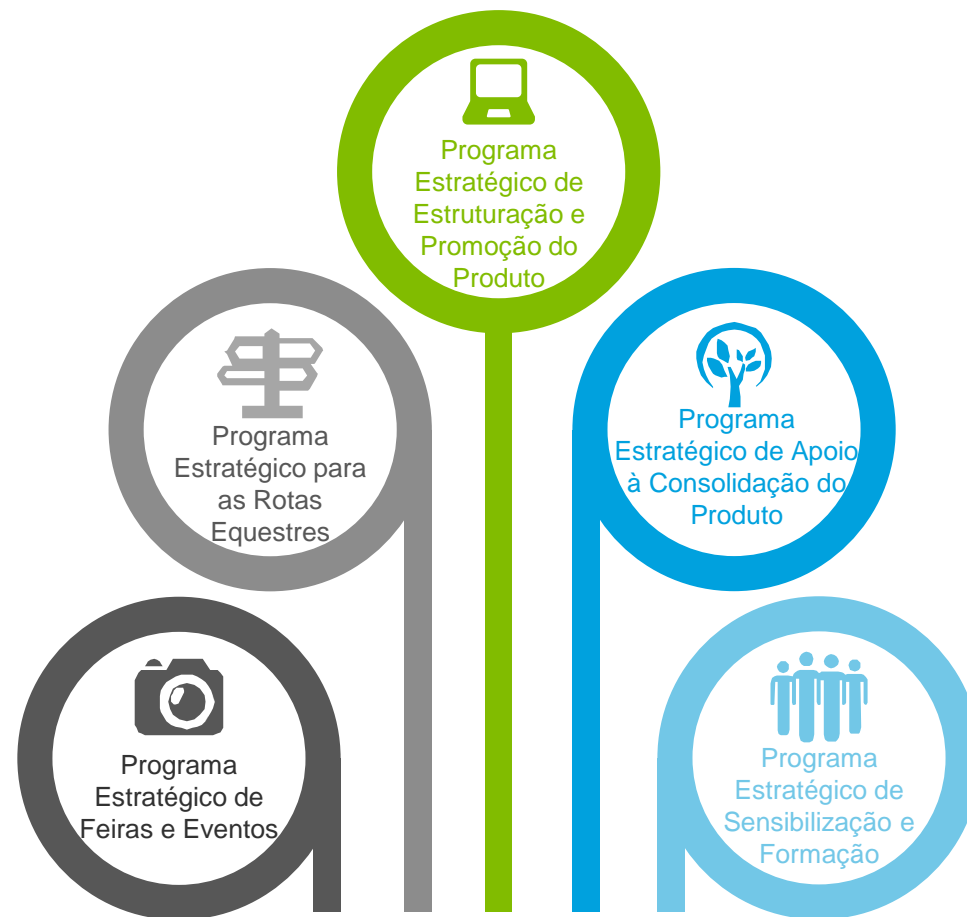 Programa
Estratégico de
Estruturação e
Promoção do
Produto
Programa
Estratégico para
as Rotas
Equestres
Programa
Estratégico de Apoio
à Consolidação do
Produto
Programa
Estratégico de
Feiras e Eventos
Programa
Estratégico de
Sensibilização e
Formação